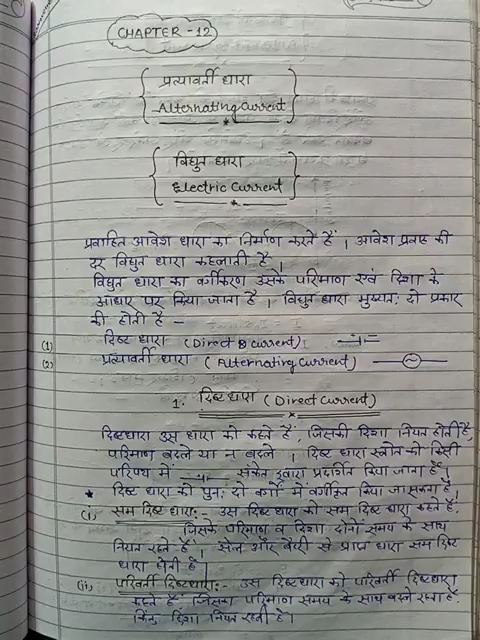 CHAPTER - 12
प्रत्यावर्ती धारा
Alternating Current
विधुत धारा
Electric Current
प्रवाहित आवेश धारा का निर्माण करते हैं । आवेश प्रवाह की
दर विधुत धारा कहलाती है ।
विधुत धारा का वर्गीकरण उसके परिमाण एवं दिशा के
आधार पर किया जाता है । विधुत धारा मुख्यतः दो प्रकार
की होती है -
(1) दिष्ट धारा (Direct current)
(2) प्रत्यावर्ती धारा (Alternating Current)
1. दिष्ट धारा (Direct Current)
दिष्टधारा उस धारा को कहते हैं, जिसकी दिशा नियत होती है,
परिमाण बदले या न बदले । दिष्ट धारा स्त्रोत को किसी
परिपथ में संकेत द्वारा प्रदर्शित किया जाता है ।
* दिष्ट धारा को पुनः दो वर्गों में वर्गीकृत किया जा सकता है,
(i) सम दिष्ट धारा :- उस दिष्ट धारा को सम दिष्ट धारा कहते हैं,
जिसके परिमाण व दिशा दोनों समय के साथ
नियत रहते हैं । सेल और बैटरी से प्राप्त धारा सम दिष्ट
धारा होती है ।
(ii) परिवर्ती दिष्टधारा :- उस दिष्टधारा को परिवर्ती दिष्टधारा
कहते हैं जिसका परिमाण समय के साथ बदलते रहता है.
किंतु दिशा नियत रहती है ।